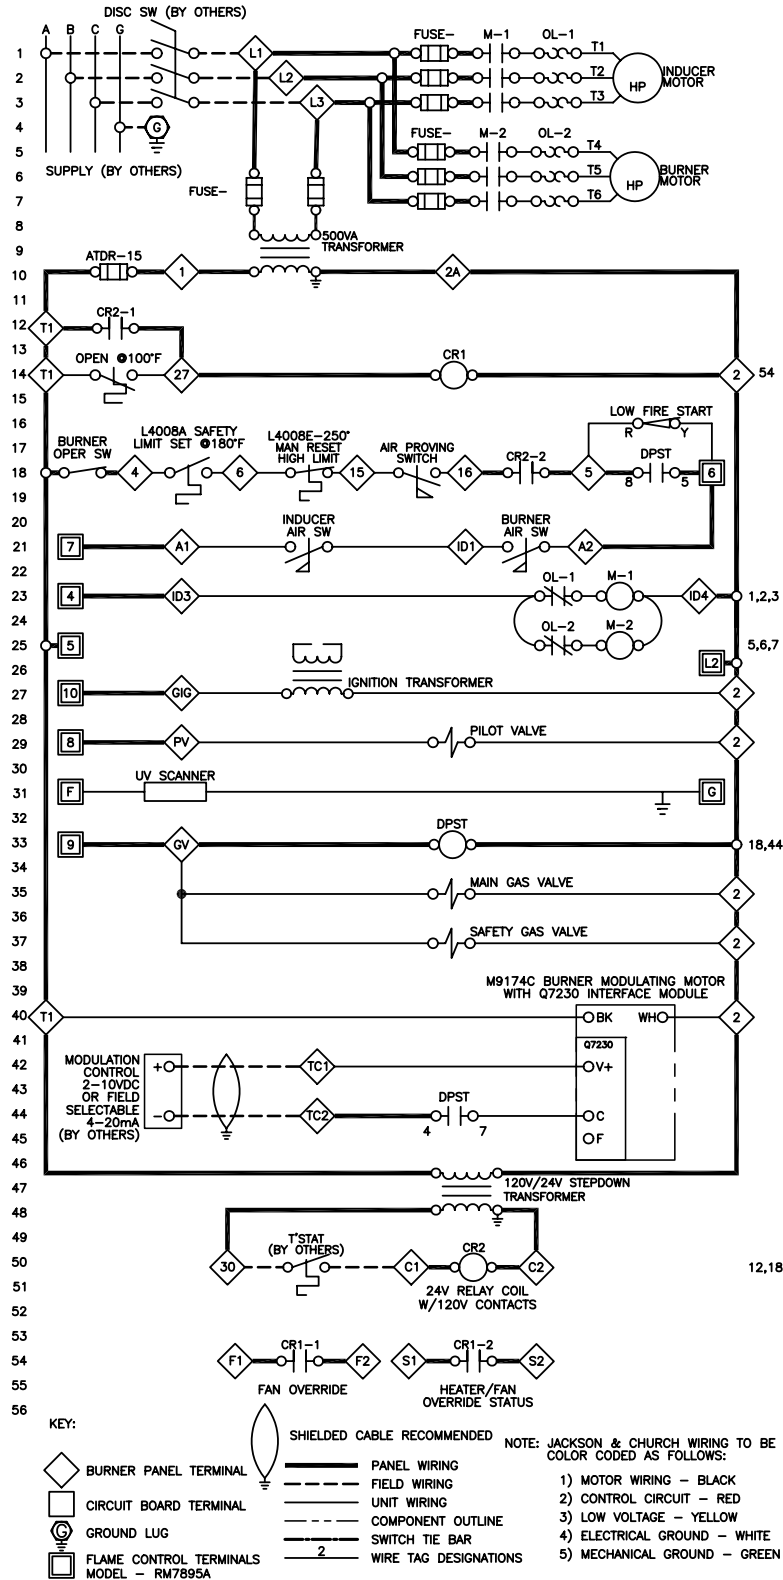 DISC SW (BY OTHERS)
A B C G
FUSE- M-1 OL-1 T1
1 L1
2 L2 T2 HP INDUCER
MOTOR
3 L3 T3
4 G
FUSE- M-2 OL-2 T4
5
SUPPLY (BY OTHERS)
6 T5 HP BURNER
MOTOR
FUSE-
7 T6
8
500VA
TRANSFORMER
9
ATDR-15
10 1 2A
11
CR2-1
12 T1
13
OPEN @100°F CR1
14 T1 27 2 54
15
16 LOW FIRE START
R Y
L4008A SAFETY
LIMIT SET @180°F
L4008E-250°
MAN RESET
HIGH LIMIT
17 BURNER
OPER SW
AIR PROVING
SWITCH
CR2-2 DPST
18 4 6 15 16 5 8 5 6
19
20 INDUCER
AIR SW
BURNER
AIR SW
21 7 A1 ID1 A2
22
OL-1 M-1
23 4 ID3 ID4 1,2,3
24
OL-2 M-2
25 5 5,6,7
26 L2
IGNITION TRANSFORMER
27 10 GIG 2
28
29 8 PV PILOT VALVE 2
30
UV SCANNER
31 F G
32
DPST
33 9 GV 18,44
34
35 MAIN GAS VALVE 2
36
37 SAFETY GAS VALVE 2
38
M9174C BURNER MODULATING MOTOR
WITH Q7230 INTERFACE MODULE
39
40 T1 BK WH 2
41 Q7230
MODULATION
CONTROL
2-10VDC
OR FIELD
SELECTABLE
4-20mA
(BY OTHERS)
42 + TC1 V+
43
DPST
44 - TC2 4 7 C
45 F
46
47 120V/24V STEPDOWN
TRANSFORMER
48
49 T'STAT
(BY OTHERS)
CR2
50 30 C1 C2 12,18
51 24V RELAY COIL
W/120V CONTACTS
52
53
CR1-1 CR1-2
54 F1 F2 S1 S2
55 FAN OVERRIDE HEATER/FAN
OVERRIDE STATUS
56
KEY:
SHIELDED CABLE RECOMMENDED
BURNER PANEL TERMINAL
CIRCUIT BOARD TERMINAL
G GROUND LUG
FLAME CONTROL TERMINALS
MODEL - RM7895A
PANEL WIRING
FIELD WIRING
UNIT WIRING
COMPONENT OUTLINE
SWITCH TIE BAR
2 WIRE TAG DESIGNATIONS
NOTE: JACKSON & CHURCH WIRING TO BE
COLOR CODED AS FOLLOWS:
1) MOTOR WIRING - BLACK
2) CONTROL CIRCUIT - RED
3) LOW VOLTAGE - YELLOW
4) ELECTRICAL GROUND - WHITE
5) MECHANICAL GROUND - GREEN